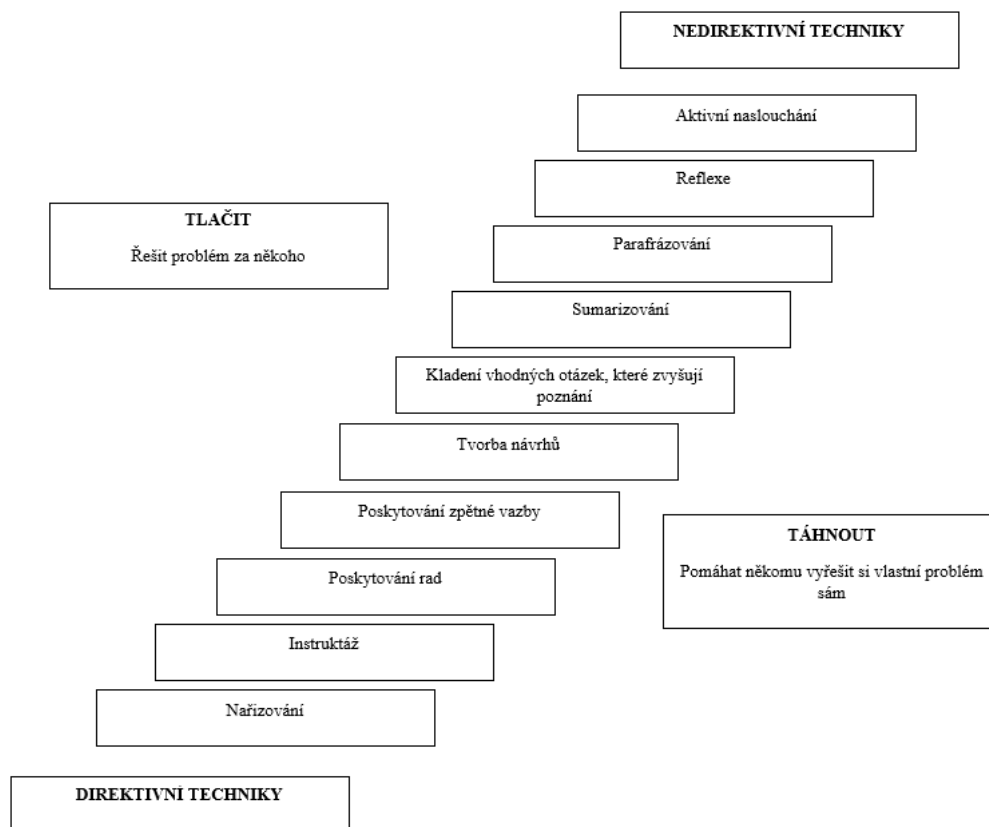 NEDIREKTIVNÍ TECHNIKY
Aktivní naslouchání
Reflexe
TLAČIT
Řešit problém za někoho
Parafrázování
Sumarizování
Kladení vhodných otázek, které zvyšují
poznání
Tvorba návrhů
Poskytování zpětné vazby
TÁHNOUT
Pomáhat někomu vyřešit si vlastní problém
sám
Poskytování rad
Instruktáž
Nařizování
DIREKTIVNÍ TECHNIKY